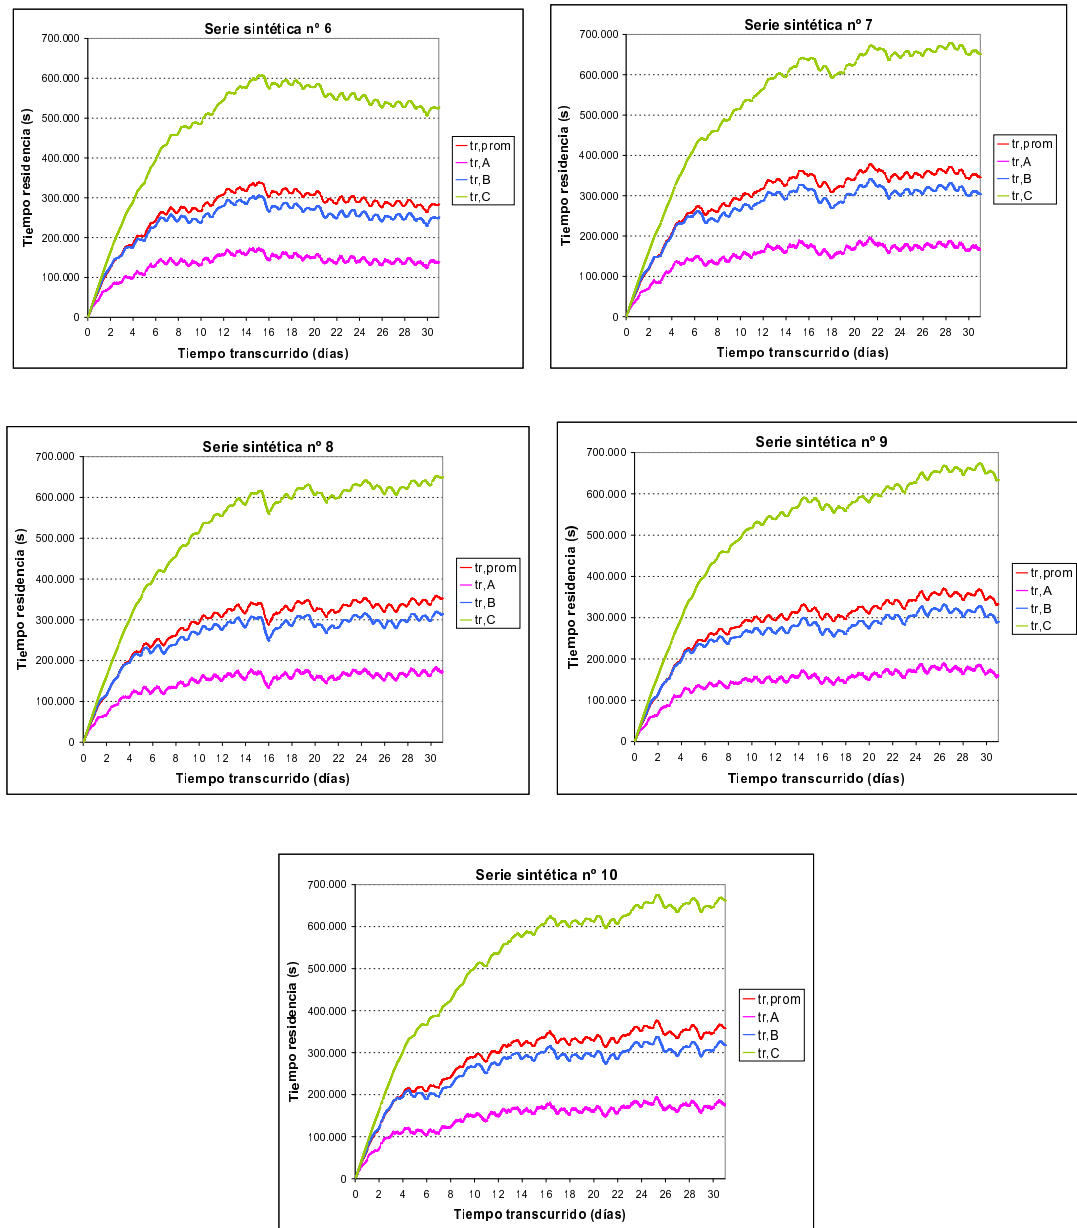 Serie sintética nº 6
700.000
600.000
500.000
400.000
300.000
200.000
100.000
0
Tiempo residencia (s)
0 2 4 6 8 10 12 14 16 18 20 22 24 26 28 30
Tiempo transcurrido (días)
tr,prom
tr,A
tr,B
tr,C
Serie sintética nº 7
700.000
600.000
500.000
400.000
300.000
200.000
100.000
0
Tiempo residencia (s)
0 2 4 6 8 10 12 14 16 18 20 22 24 26 28 30
Tiempo transcurrido (días)
tr,prom
tr,A
tr,B
tr,C
Serie sintética nº 8
700.000
600.000
500.000
400.000
300.000
200.000
100.000
0
Tiempo residencia (s)
0 2 4 6 8 10 12 14 16 18 20 22 24 26 28 30
Tiempo transcurrido (días)
tr,prom
tr,A
tr,B
tr,C
Serie sintética nº 9
700.000
600.000
500.000
400.000
300.000
200.000
100.000
0
Tiempo residencia (s)
0 2 4 6 8 10 12 14 16 18 20 22 24 26 28 30
Tiempo transcurrido (días)
tr,prom
tr,A
tr,B
tr,C
Serie sintética nº 10
700.000
600.000
500.000
400.000
300.000
200.000
100.000
0
Tiempo residencia (s)
0 2 4 6 8 10 12 14 16 18 20 22 24 26 28 30
Tiempo transcurrido (días)
tr,prom
tr,A
tr,B
tr,C